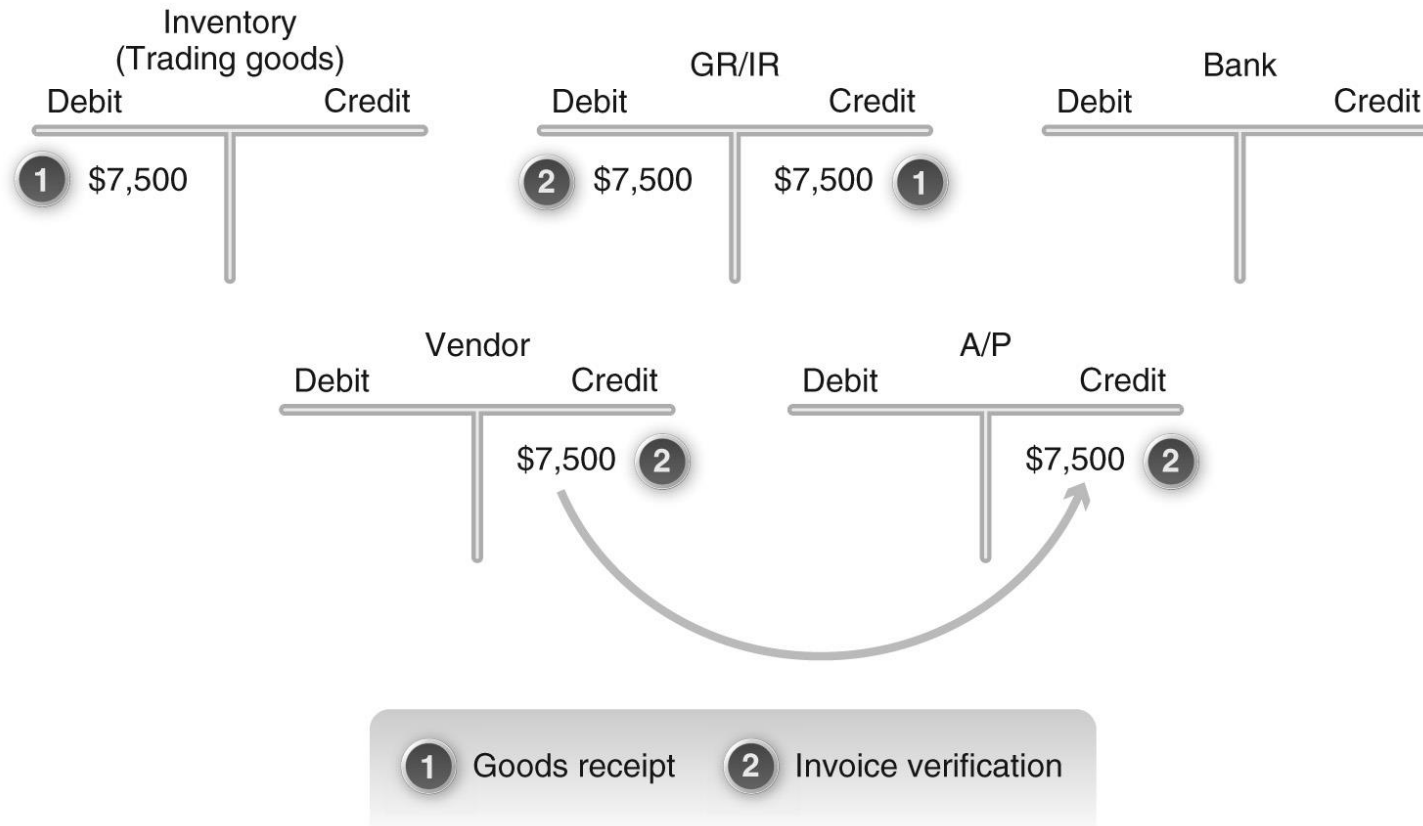 Inventory
(Trading goods)
Debit Credit
1 $7,500
GR/IR
Debit Credit
2 $7,500 $7,500 1
Bank
Debit Credit
Vendor
Debit Credit
$7,500 2
A/P
Debit Credit
$7,500 2
1 Goods receipt 2 Invoice verification